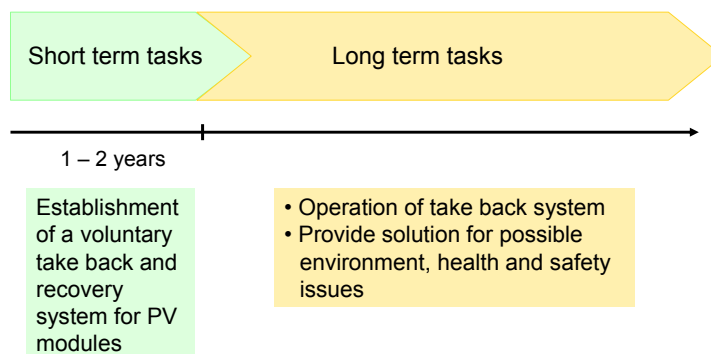 Short term tasks
Long term tasks
1 – 2 years
Establishment
of a voluntary
take back and
recovery
system for PV
modules
• Operation of take back system
• Provide solution for possible
environment, health and safety
issues